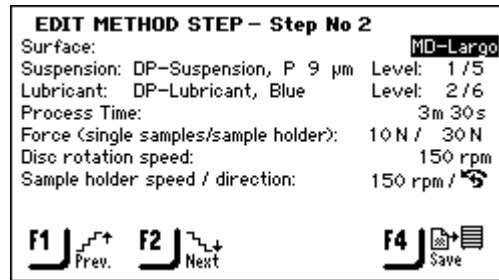 EDIT METHOD STEP – Step No 2
Surface: MD-Largo
Suspension: DP-Suspension, P 9 µm Level: 1/5
Lubricant: DP-Lubricant, Blue Level: 2/6
Process Time: 3m 30s
Force (single samples/sample holder): 10N / 30N
Disc rotation speed: 150 rpm
Sample holder speed / direction: 150 rpm /
F1 Prev. F2 Next F4 Save